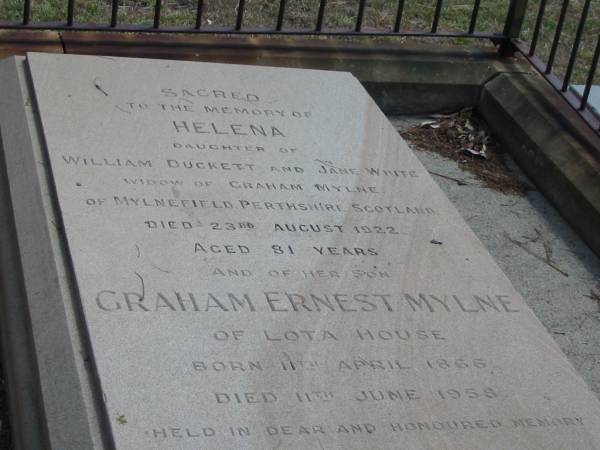 SACRED
TO THE MEMORY OF
HELENA
DAUGHTER OF
WILLIAM DUCKETT AND JANE WHITE
WIDOW OF GRAHAM MYLNE
OF MYLNEFIELD PERTHSHIRE SCOTLAND
DIED 23RD AUGUST 1922
AGED 81 YEARS
AND OF HER SON
GRAHAM ERNEST MYLNE
OF LOTA HOUSE
BORN 11TH APRIL 1866
DIED 11TH JUNE 1958
HELD IN DEAR AND HONOURED MEMORY